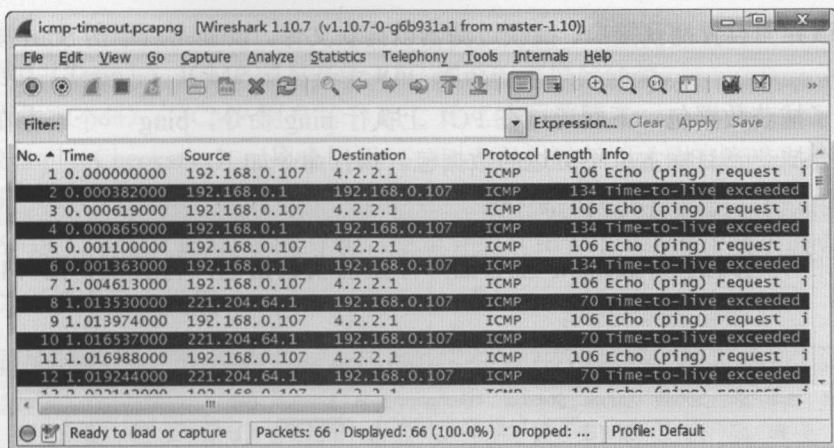 icmp-timeout.pcapng [Wireshark 1.10.7 (v1.10.7-0-g6b931a1 from master-1.10)]
File Edit View Go Capture Analyze Statistics Telephony Tools Internals Help
Filter: Expression... Clear Apply Save
No. Time Source Destination Protocol Length Info
1 0.000000000 192.168.0.107 4.2.2.1 ICMP 106 Echo (ping) request i
2 0.000382000 192.168.0.1 192.168.0.107 ICMP 134 Time-to-live exceeded
3 0.000619000 192.168.0.107 4.2.2.1 ICMP 106 Echo (ping) request i
4 0.000865000 192.168.0.1 192.168.0.107 ICMP 134 Time-to-live exceeded
5 0.001100000 192.168.0.107 4.2.2.1 ICMP 106 Echo (ping) request i
6 0.001363000 192.168.0.1 192.168.0.107 ICMP 134 Time-to-live exceeded
7 1.004613000 192.168.0.107 4.2.2.1 ICMP 106 Echo (ping) request i
8 1.013530000 221.204.64.1 192.168.0.107 ICMP 70 Time-to-live exceeded
9 1.013974000 192.168.0.107 4.2.2.1 ICMP 106 Echo (ping) request i
10 1.016537000 221.204.64.1 192.168.0.107 ICMP 70 Time-to-live exceeded
11 1.016988000 192.168.0.107 4.2.2.1 ICMP 106 Echo (ping) request i
12 1.019244000 221.204.64.1 192.168.0.107 ICMP 70 Time-to-live exceeded
Ready to load or capture Packets: 66 · Displayed: 66 (100.0%) · Dropped: ... Profile: Default